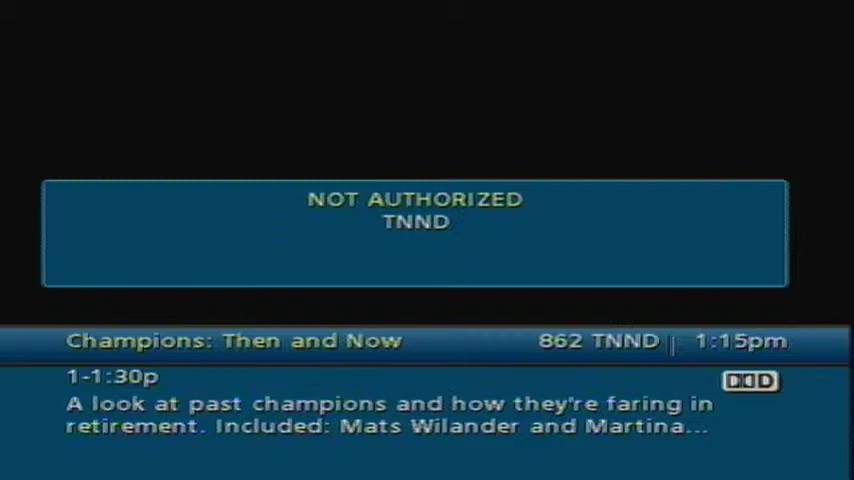 NOT AUTHORIZED
TNND
Champions: Then and Now 862 TNND 1:15pm
1-1:30p
A look at past champions and how they're faring in
retirement. Included: Mats Wilander and Martina...